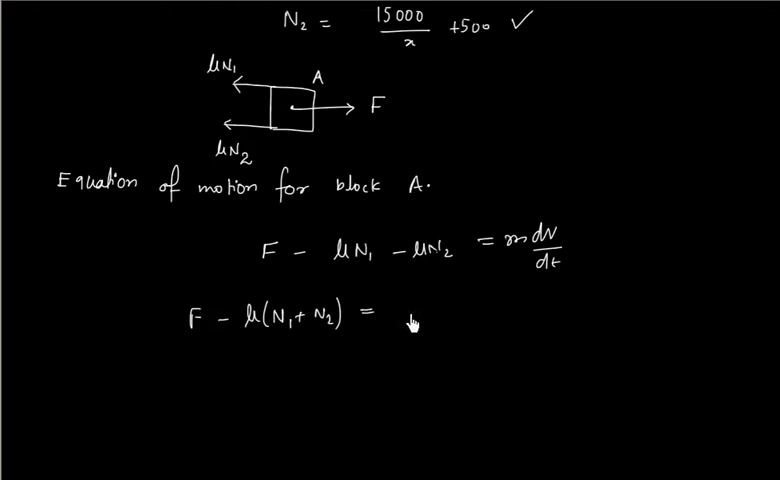 N₂ = 15000/x +500 ✓
μN₁
A
F
μN₂
Equation of motion for block A.
F - μN₁ - μN₂ = m dv/dt
F - μ(N₁ + N₂) =